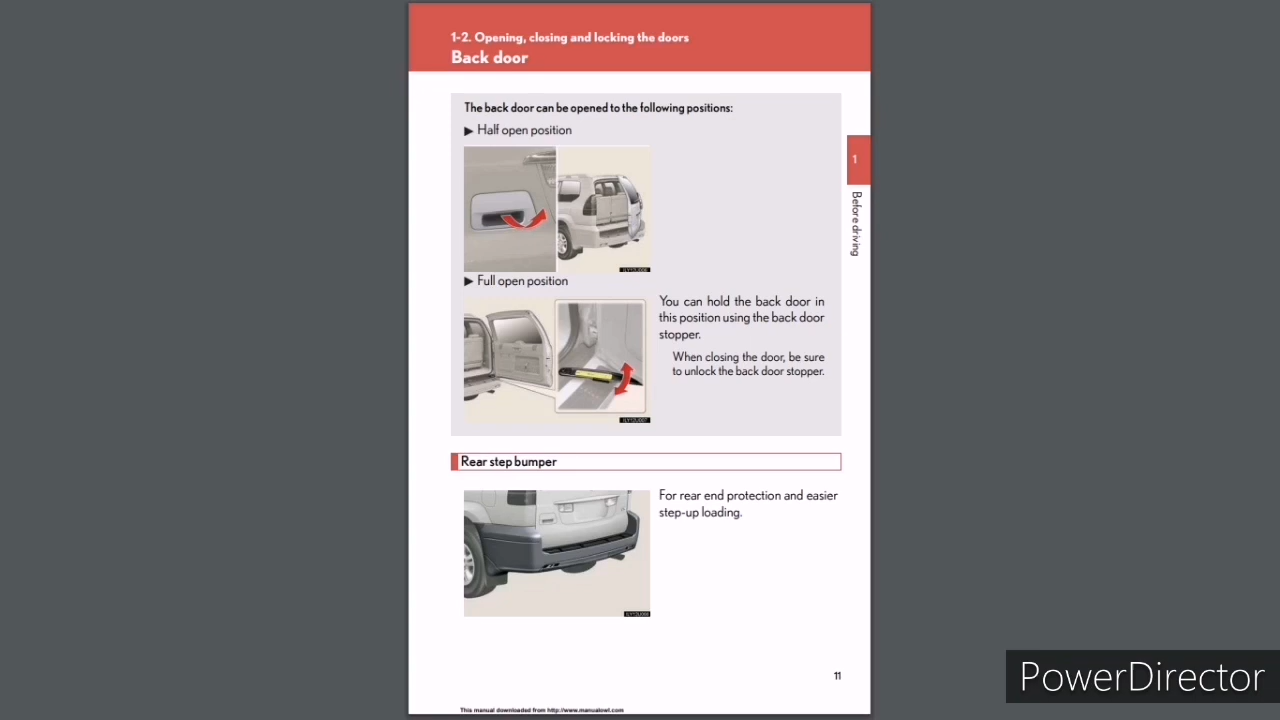 1-2. Opening, closing and locking the doors
Back door
The back door can be opened to the following positions:
▶ Half open position
1
Before driving
▶ Full open position
You can hold the back door in
this position using the back door
stopper.
When closing the door, be sure
to unlock the back door stopper.
Rear step bumper
For rear end protection and easier
step-up loading.
11
This manual downloaded from http://www.manualowl.com
PowerDirector